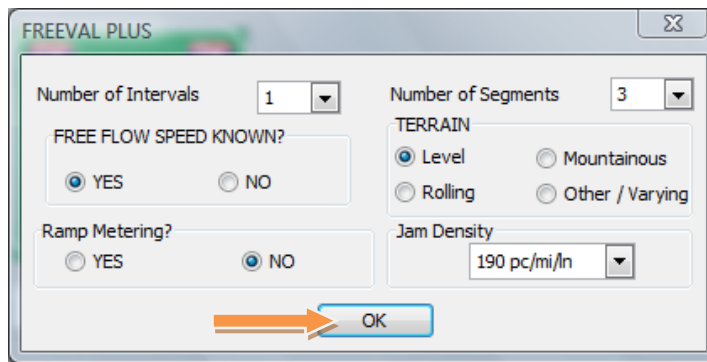 FREEVAL PLUS
Number of Intervals 1
Number of Segments 3
FREE FLOW SPEED KNOWN?
YES NO
TERRAIN
Level Mountainous
Rolling Other / Varying
Ramp Metering?
YES NO
Jam Density
190 pc/mi/ln
OK